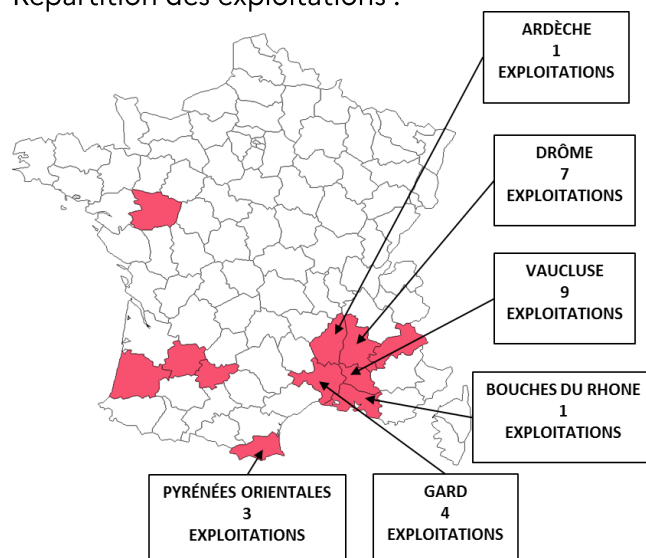 Répartition des exploitations :
ARDÈCHE
1
EXPLOITATIONS
DRÔME
7
EXPLOITATIONS
VAUCLUSE
9
EXPLOITATIONS
BOUCHES DU RHONE
1
EXPLOITATIONS
PYRÉNÉES ORIENTALES
3
EXPLOITATIONS
GARD
4
EXPLOITATIONS